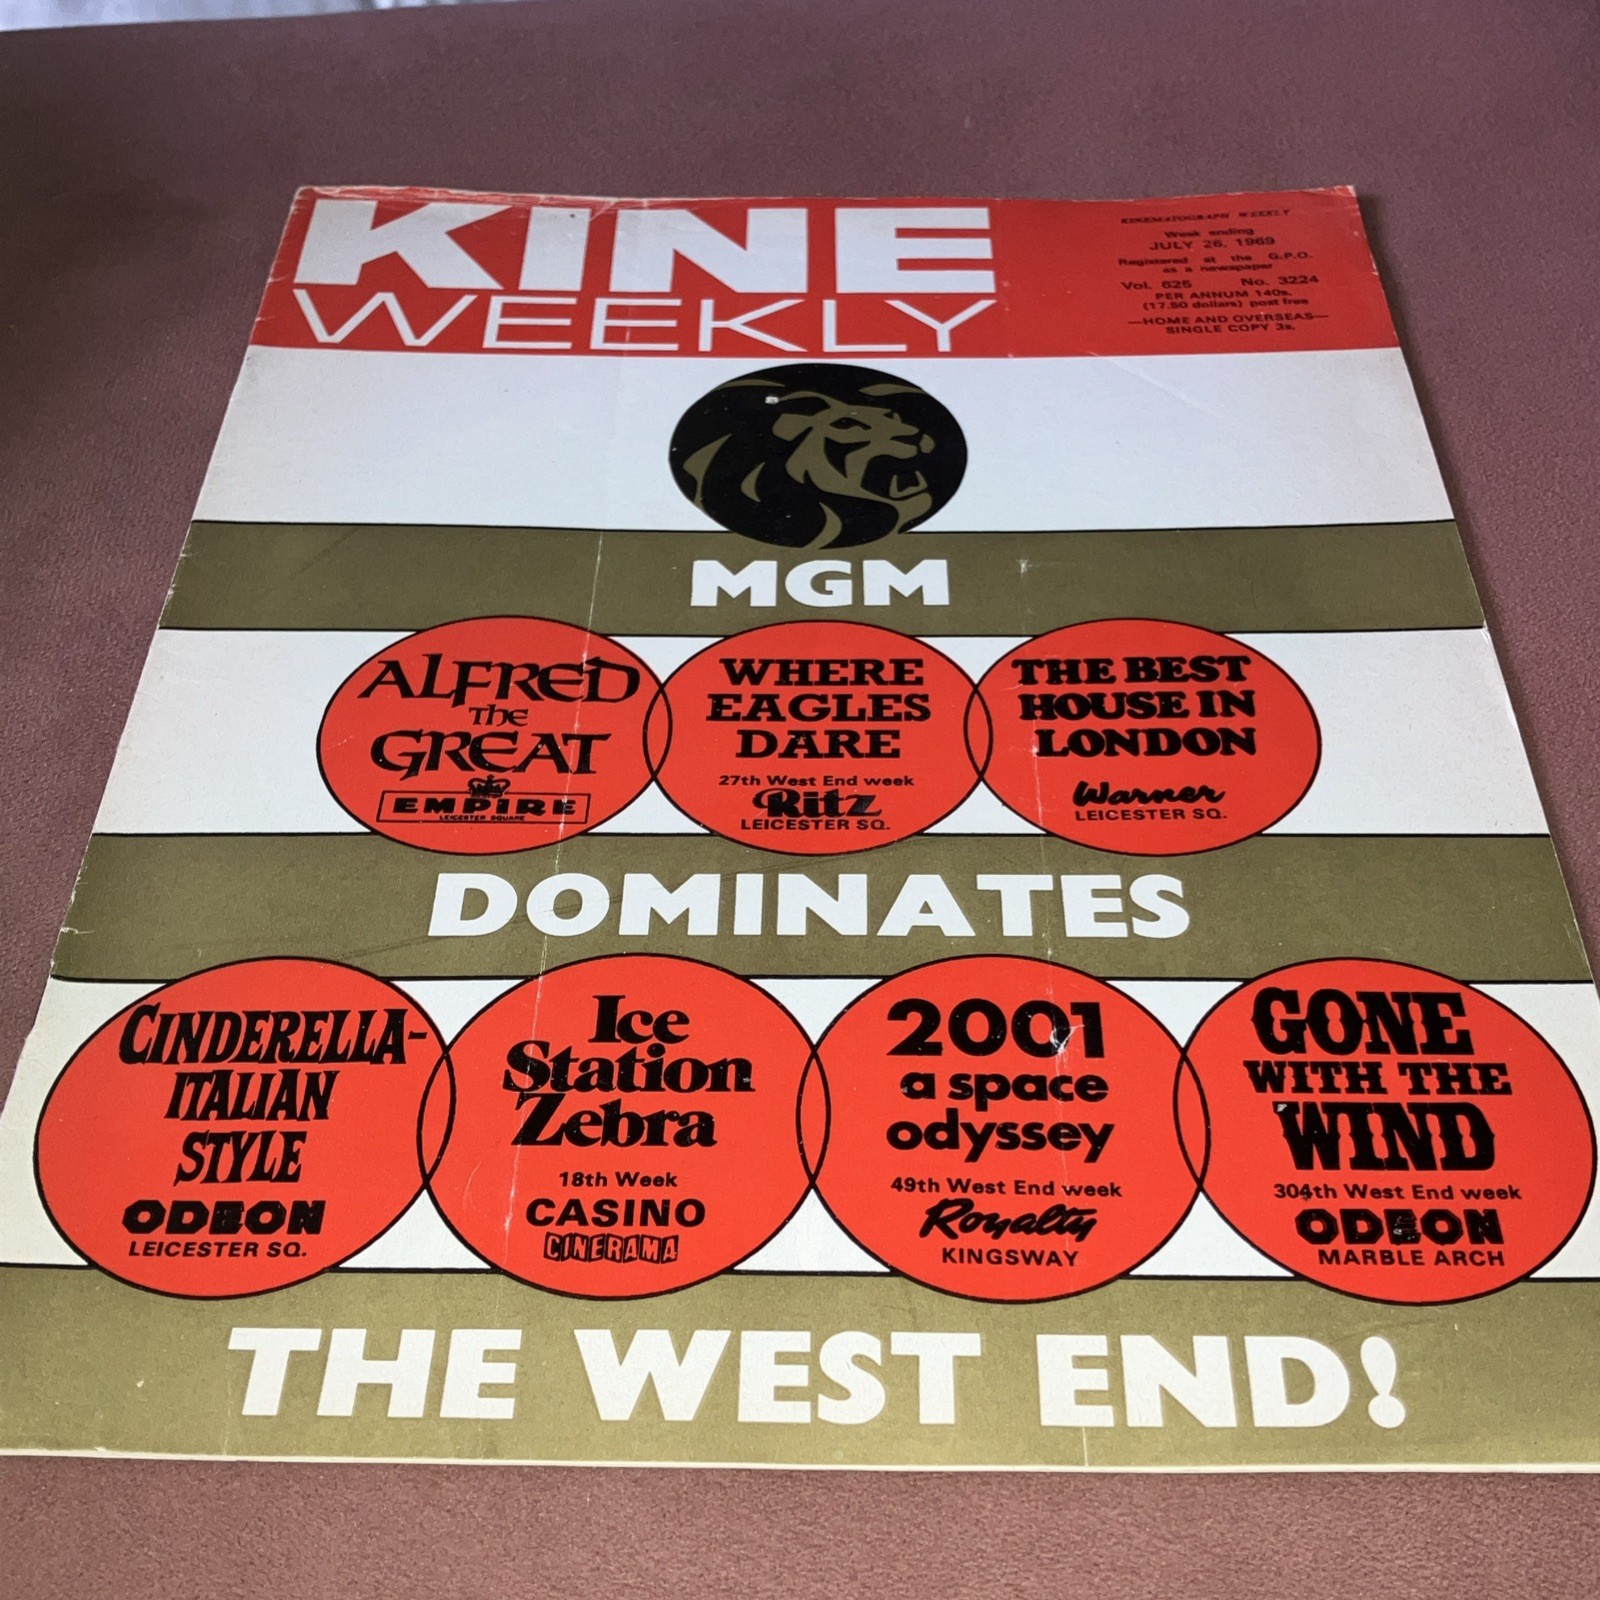 KINE
WEEKLY
KINEMATOGRAPH WEEKLY
Week ending
JULY 26, 1969
Registered at the G.P.O.
as a newspaper
Vol. 625 No. 3224
PER ANNUM 140s.
(17.50 dollars) post free
—HOME AND OVERSEAS—
SINGLE COPY 3s.
MGM
ALFRED
THE
GREAT
EMPIRE
LEICESTER SQUARE
WHERE
EAGLES
DARE
27th West End week
Ritz
LEICESTER SQ.
THE BEST
HOUSE IN
LONDON
Warner
LEICESTER SQ.
DOMINATES
CINDERELLA-
ITALIAN
STYLE
ODEON
LEICESTER SQ.
Ice
Station
Zebra
18th Week
CASINO
CINERAMA
2001
a space
odyssey
49th West End week
Royalty
KINGSWAY
GONE
WITH THE
WIND
304th West End week
ODEON
MARBLE ARCH
THE WEST END!